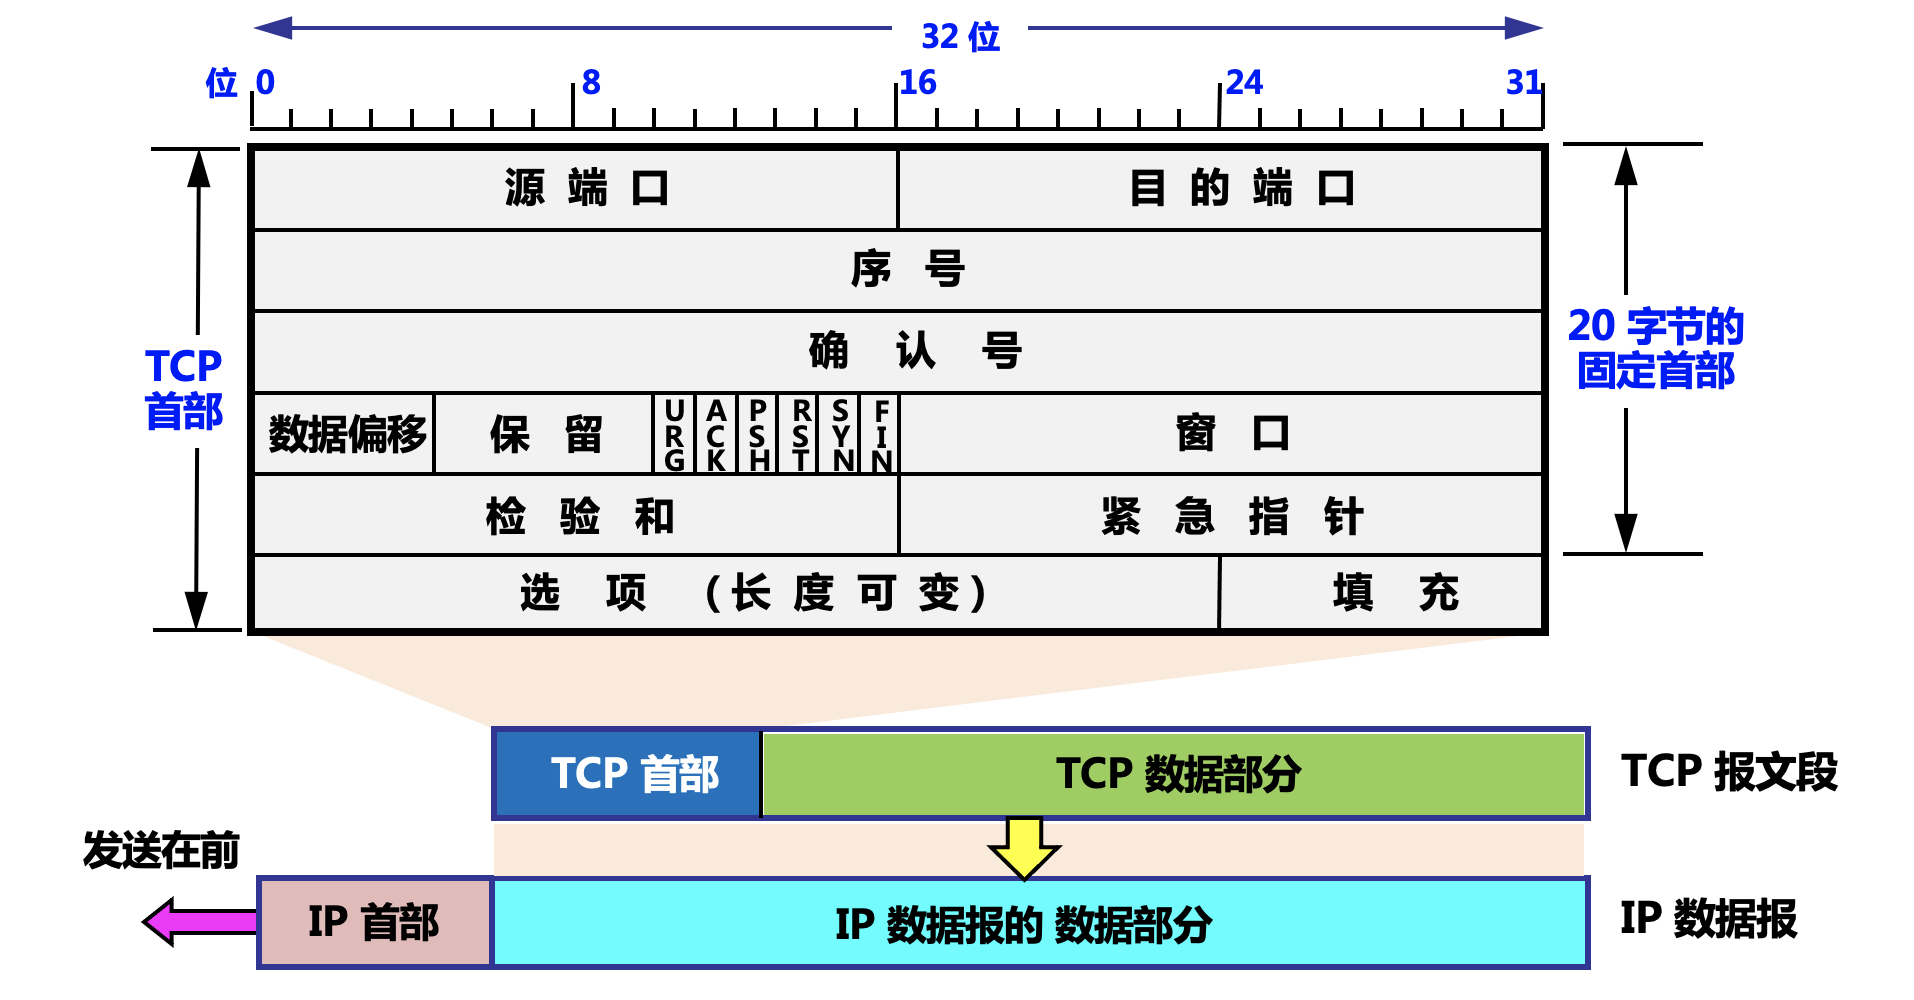 32 位
位 0 8 16 24 31
源 端 口 目 的 端 口
序 号
确 认 号
TCP
首部
20 字节的
固定首部
数据偏移 保 留 URG ACK PSH RST SYN FIN 窗 口
检 验 和 紧 急 指 针
选 项 (长 度 可 变) 填 充
TCP 首部 TCP 数据部分 TCP 报文段
发送在前
IP 首部 IP 数据报的 数据部分 IP 数据报